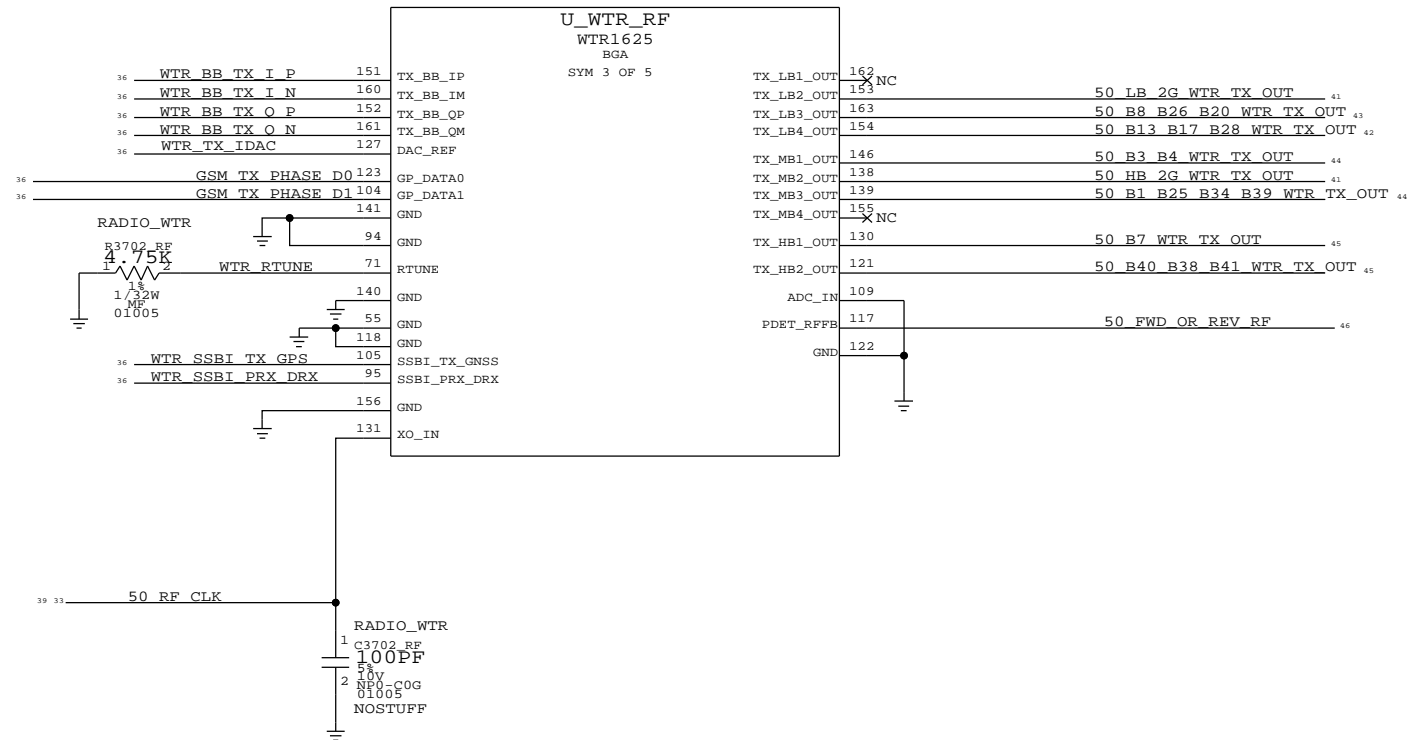 U_WTR_RF
WTR1625
BGA
SYM 3 OF 5
36 WTR_BB_TX_I_P 151 TX_BB_IP
36 WTR_BB_TX_I_N 160 TX_BB_IM
36 WTR_BB_TX_Q_P 152 TX_BB_QP
36 WTR_BB_TX_Q_N 161 TX_BB_QM
36 WTR_TX_IDAC 127 DAC_REF
36 GSM_TX_PHASE_D0 123 GP_DATA0
36 GSM_TX_PHASE_D1 104 GP_DATA1
141 GND
94 GND
RADIO_WTR
R3702_RF
4.75K
1 2 WTR_RTUNE 71 RTUNE
1%
1/32W
MF
01005
140 GND
55 GND
118 GND
36 WTR_SSBI_TX_GPS 105 SSBI_TX_GNSS
36 WTR_SSBI_PRX_DRX 95 SSBI_PRX_DRX
156 GND
131 XO_IN
TX_LB1_OUT 162 NC
TX_LB2_OUT 153 50_LB_2G_WTR_TX_OUT 41
TX_LB3_OUT 163 50_B8_B26_B20_WTR_TX_OUT 43
TX_LB4_OUT 154 50_B13_B17_B28_WTR_TX_OUT 42
TX_MB1_OUT 146 50_B3_B4_WTR_TX_OUT 44
TX_MB2_OUT 138 50_HB_2G_WTR_TX_OUT 41
TX_MB3_OUT 139 50_B1_B25_B34_B39_WTR_TX_OUT 44
TX_MB4_OUT 155 NC
TX_HB1_OUT 130 50_B7_WTR_TX_OUT 45
TX_HB2_OUT 121 50_B40_B38_B41_WTR_TX_OUT 45
ADC_IN 109
PDET_RFFB 117 50_FWD_OR_REV_RF 46
GND 122
39 33 50_RF_CLK
RADIO_WTR
1 C3702_RF
100PF
5%
10V
2 NP0-C0G
01005
NOSTUFF